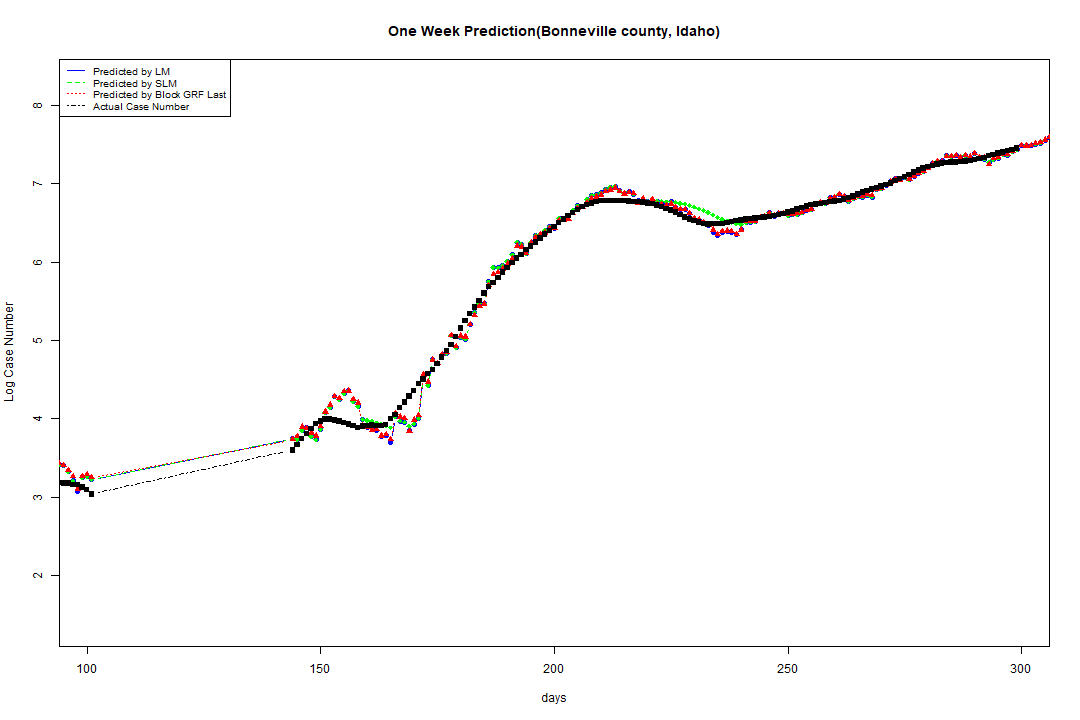 One Week Prediction(Bonneville county, Idaho)
Predicted by LM
Predicted by SLM
Predicted by Block GRF Last
Actual Case Number
8
7
6
5
4
3
2
Log Case Number
100 150 200 250 300
days